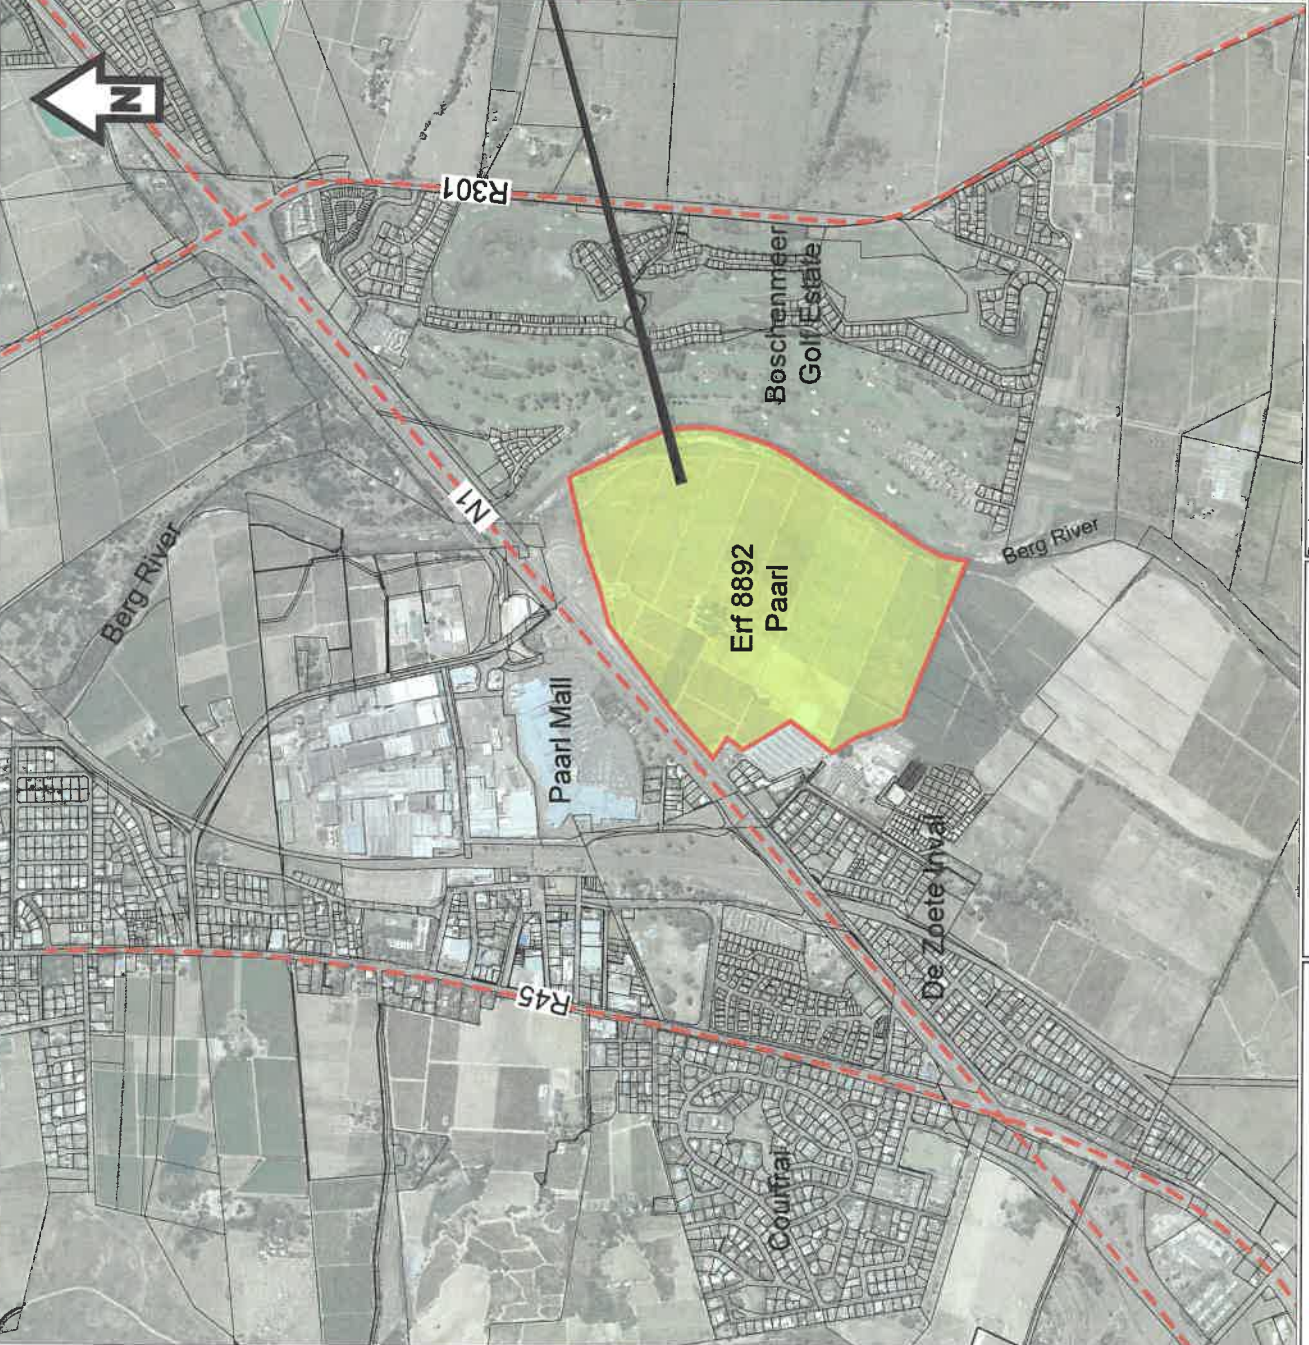 N
R301
Boschenmeer
Golf Estate
N1
Berg River
Berg River
Erf 8892
Paarl
Paarl Mall
De Zoete Inval
R45
Courtrai